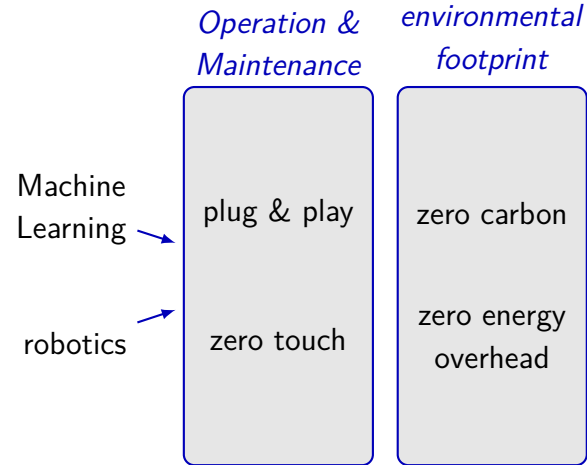 Operation &
Maintenance
environmental
footprint
Machine
Learning
robotics
plug & play
zero touch
zero carbon
zero energy
overhead